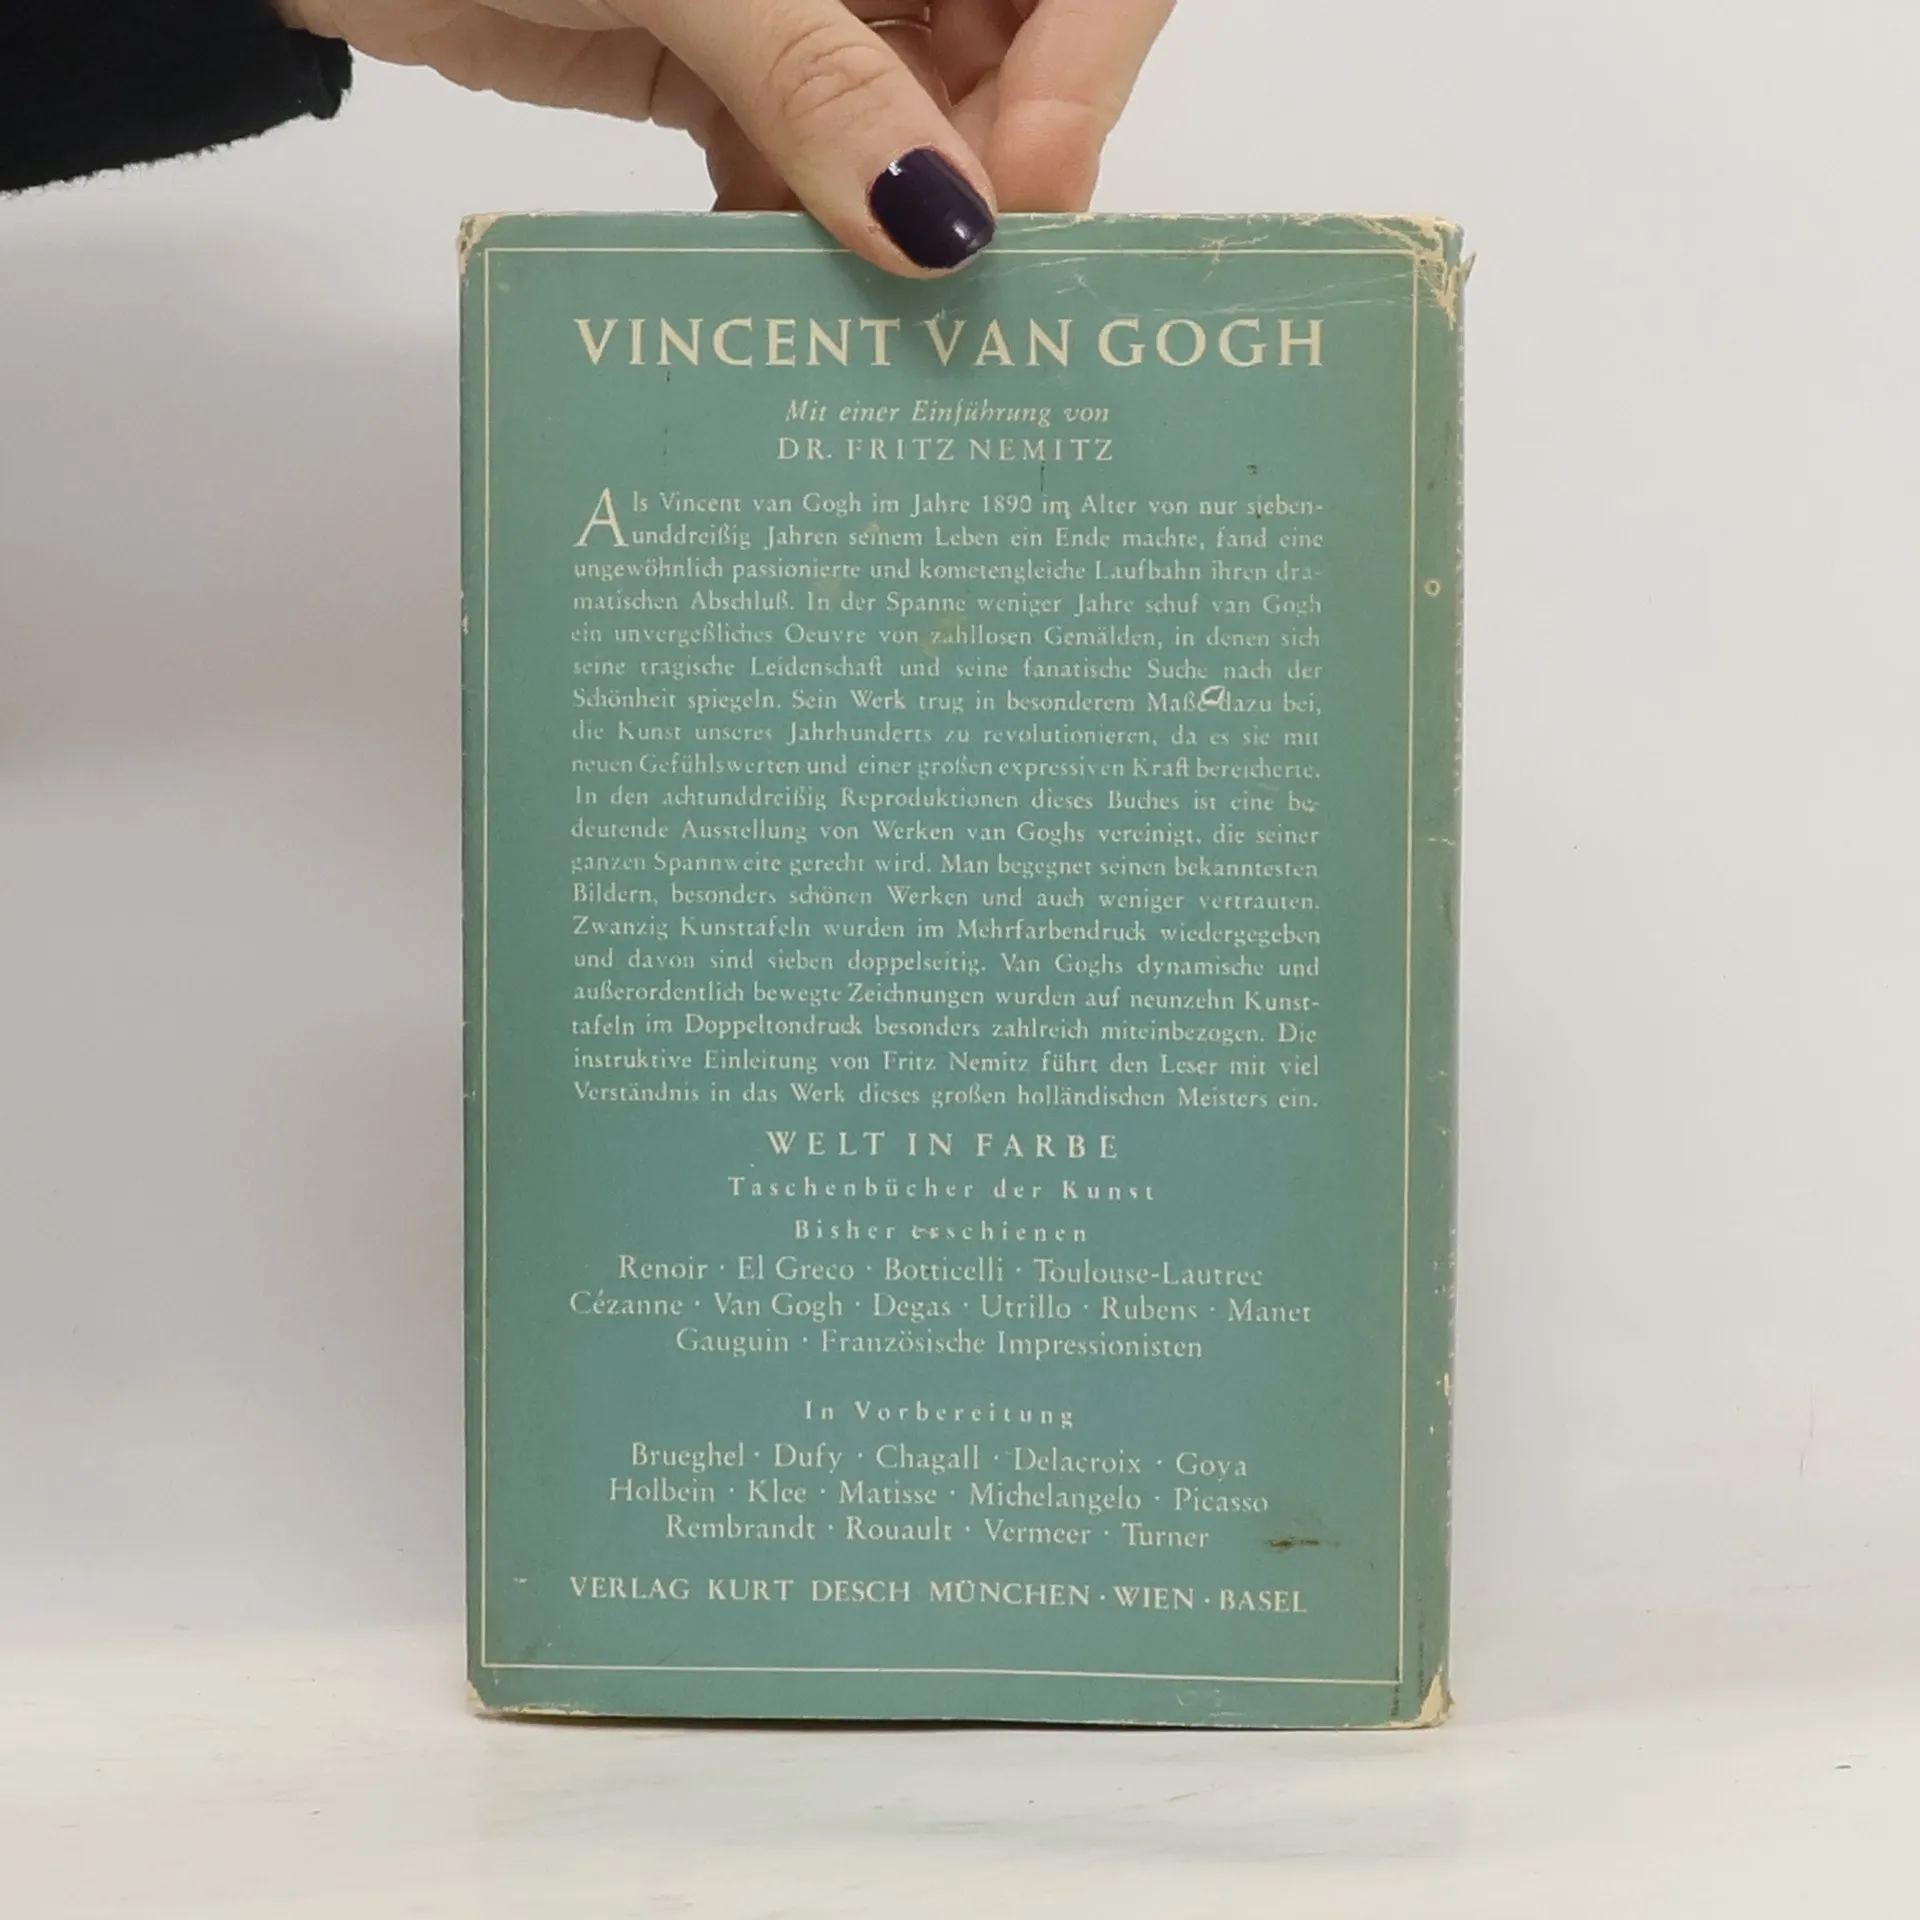 VINCENT VAN GOGH
Mit einer Einführung von
DR. FRITZ NEMITZ
Als Vincent van Gogh im Jahre 1890 im Alter von nur sieben-
unddreißig Jahren seinem Leben ein Ende machte, fand eine
ungewöhnlich passionierte und kometengleiche Laufbahn ihren dra-
matischen Abschluß. In der Spanne weniger Jahre schuf van Gogh
ein unvergeßliches Oeuvre von zahllosen Gemälden, in denen sich
seine tragische Leidenschaft und seine fanatische Suche nach der
Schönheit spiegeln. Sein Werk trug in besonderem Maße dazu bei,
die Kunst unseres Jahrhunderts zu revolutionieren, da es sie mit
neuen Gefühlswerten und einer großen expressiven Kraft bereicherte.
In den achtunddreißig Reproduktionen dieses Buches ist eine be-
deutende Ausstellung von Werken van Goghs vereinigt, die seiner
ganzen Spannweite gerecht wird. Man begegnet seinen bekanntesten
Bildern, besonders schönen Werken und auch weniger vertrauten.
Zwanzig Kunsttafeln wurden im Mehrfarbendruck wiedergegeben
und davon sind sieben doppelseitig. Van Goghs dynamische und
außerordentlich bewegte Zeichnungen wurden auf neunzehn Kunst-
tafeln im Doppeltondruck besonders zahlreich miteinbezogen. Die
instruktive Einleitung von Fritz Nemitz führt den Leser mit viel
Verständnis in das Werk dieses großen holländischen Meisters ein.
WELT IN FARBE
Taschenbücher der Kunst
Bisher erschienen
Renoir · El Greco · Botticelli · Toulouse-Lautrec
Cézanne · Van Gogh · Degas · Utrillo · Rubens · Manet
Gauguin · Französische Impressionisten
In Vorbereitung
Brueghel · Dufy · Chagall · Delacroix · Goya
Holbein · Klee · Matisse · Michelangelo · Picasso
Rembrandt · Rouault · Vermeer · Turner
VERLAG KURT DESCH MÜNCHEN · WIEN · BASEL